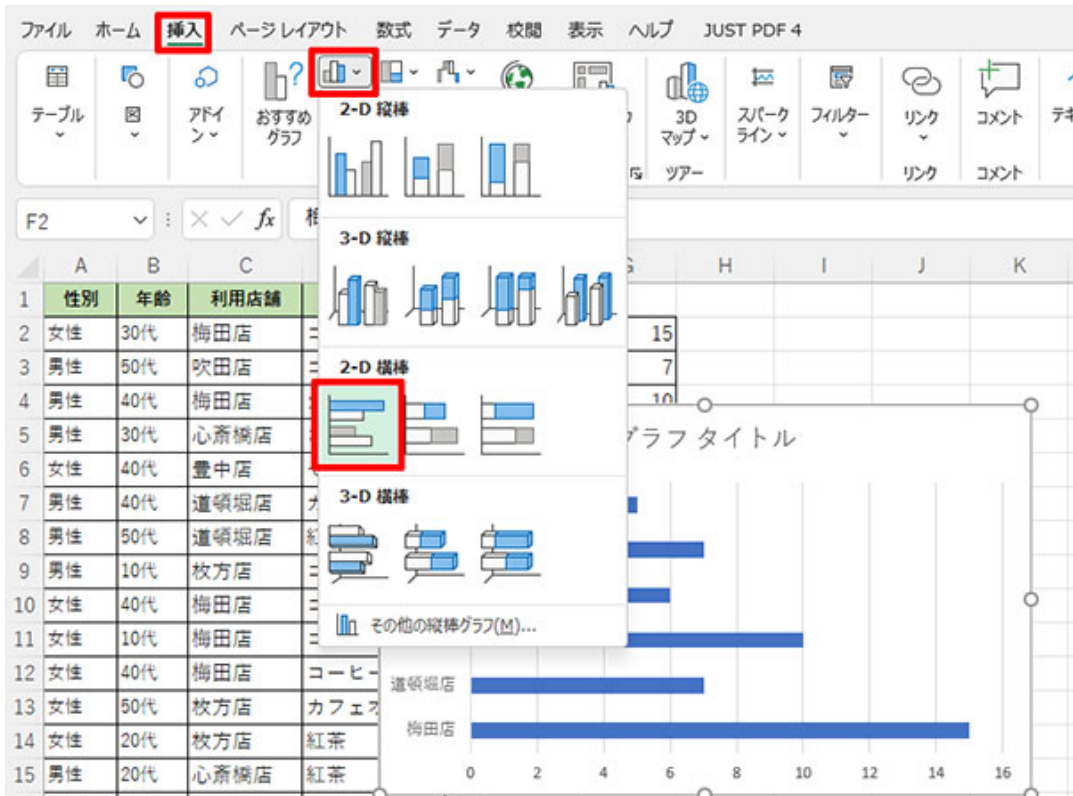 ファイル ホーム 挿入 ページ レイアウト 数式 データ 校閲 表示 ヘルプ JUST PDF 4
テーブル
アドイン
おすすめグラフ
3Dマップ
スパークライン
フィルター
リンク
コメント
ツアー
リンク
コメント
2-D 縦棒
3-D 縦棒
2-D 横棒
3-D 横棒
その他の縦棒グラフ(M)...
F2 fx
A B C H I J K
1 性別 年齢 利用店舗
2 女性 30代 梅田店 15
3 男性 50代 吹田店 7
4 男性 40代 梅田店 10
5 男性 30代 心斎橋店
6 女性 40代 豊中店
7 男性 40代 道頓堀店
8 男性 50代 道頓堀店
9 男性 10代 枚方店
10 女性 40代 梅田店
11 女性 10代 梅田店
12 女性 40代 梅田店 コーヒー
13 女性 50代 枚方店 カフェオ
14 女性 20代 枚方店 紅茶
15 男性 20代 心斎橋店 紅茶
グラフ タイトル
道頓堀店
梅田店
0 2 4 6 8 10 12 14 16